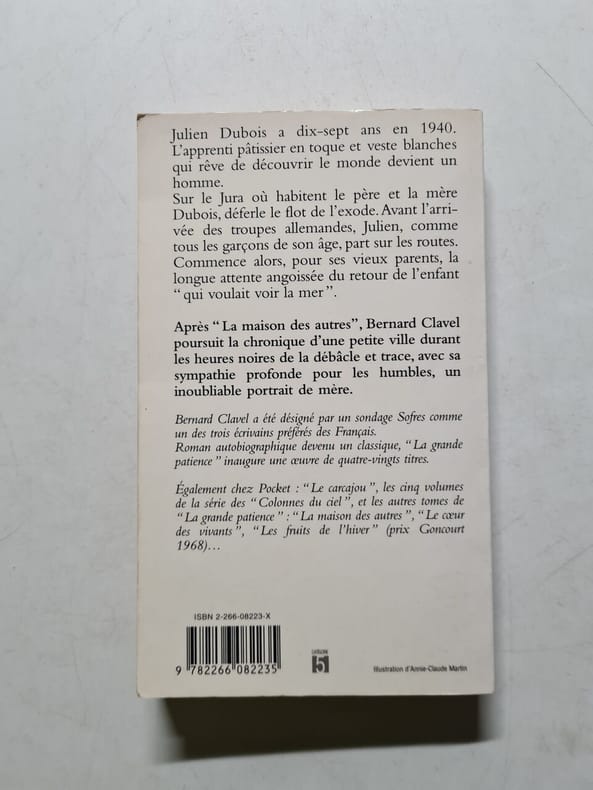 Julien Dubois a dix-sept ans en 1940.
L'apprenti pâtissier en toque et veste blanches
qui rêve de découvrir le monde devient un
homme.
Sur le Jura où habitent le père et la mère
Dubois, déferle le flot de l'exode. Avant l'arri-
vée des troupes allemandes, Julien, comme
tous les garçons de son âge, part sur les routes.
Commence alors, pour ses vieux parents, la
longue attente angoissée du retour de l'enfant
“ qui voulait voir la mer ”.
Après “ La maison des autres”, Bernard Clavel
poursuit la chronique d'une petite ville durant
les heures noires de la débâcle et trace, avec sa
sympathie profonde pour les humbles, un
inoubliable portrait de mère.
Bernard Clavel a été désigné par un sondage Sofres comme
un des trois écrivains préférés des Français.
Roman autobiographique devenu un classique, “ La grande
patience ” inaugure une œuvre de quatre-vingts titres.
Également chez Pocket : “ Le carcajou ”, les cinq volumes
de la série des “ Colonnes du ciel ”, et les autres tomes de
“ La grande patience ” : “ La maison des autres ”, “ Le cœur
des vivants ”, “ Les fruits de l'hiver ” (prix Goncourt
1968)…
ISBN 2-266-08223-X
9 782266 082235
CATÉGORIE
5
Illustration d'Annie-Claude Martin